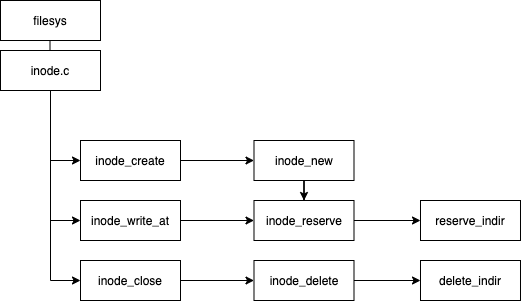 filesys
inode.c
inode_create
inode_new
inode_write_at
inode_reserve
reserve_indir
inode_close
inode_delete
delete_indir